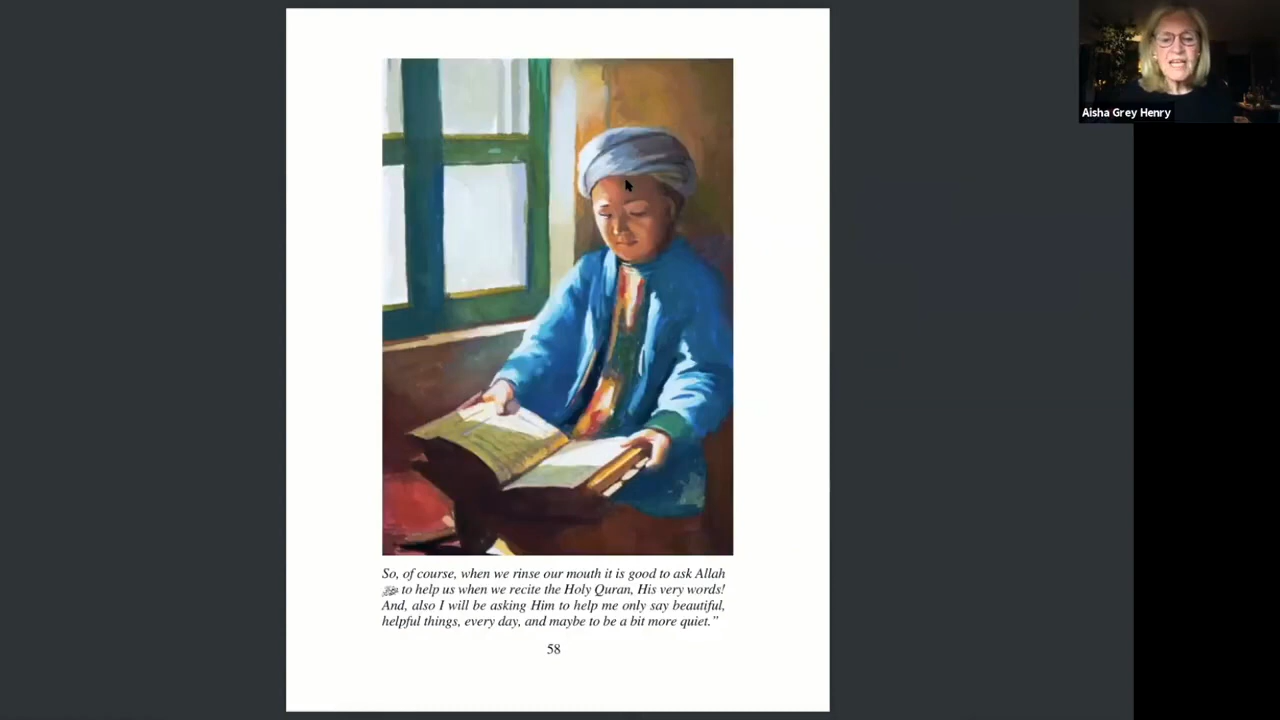 Aisha Grey Henry
So, of course, when we rinse our mouth it is good to ask Allah
ﷻ to help us when we recite the Holy Quran, His very words!
And, also I will be asking Him to help me only say beautiful,
helpful things, every day, and maybe to be a bit more quiet.”
58